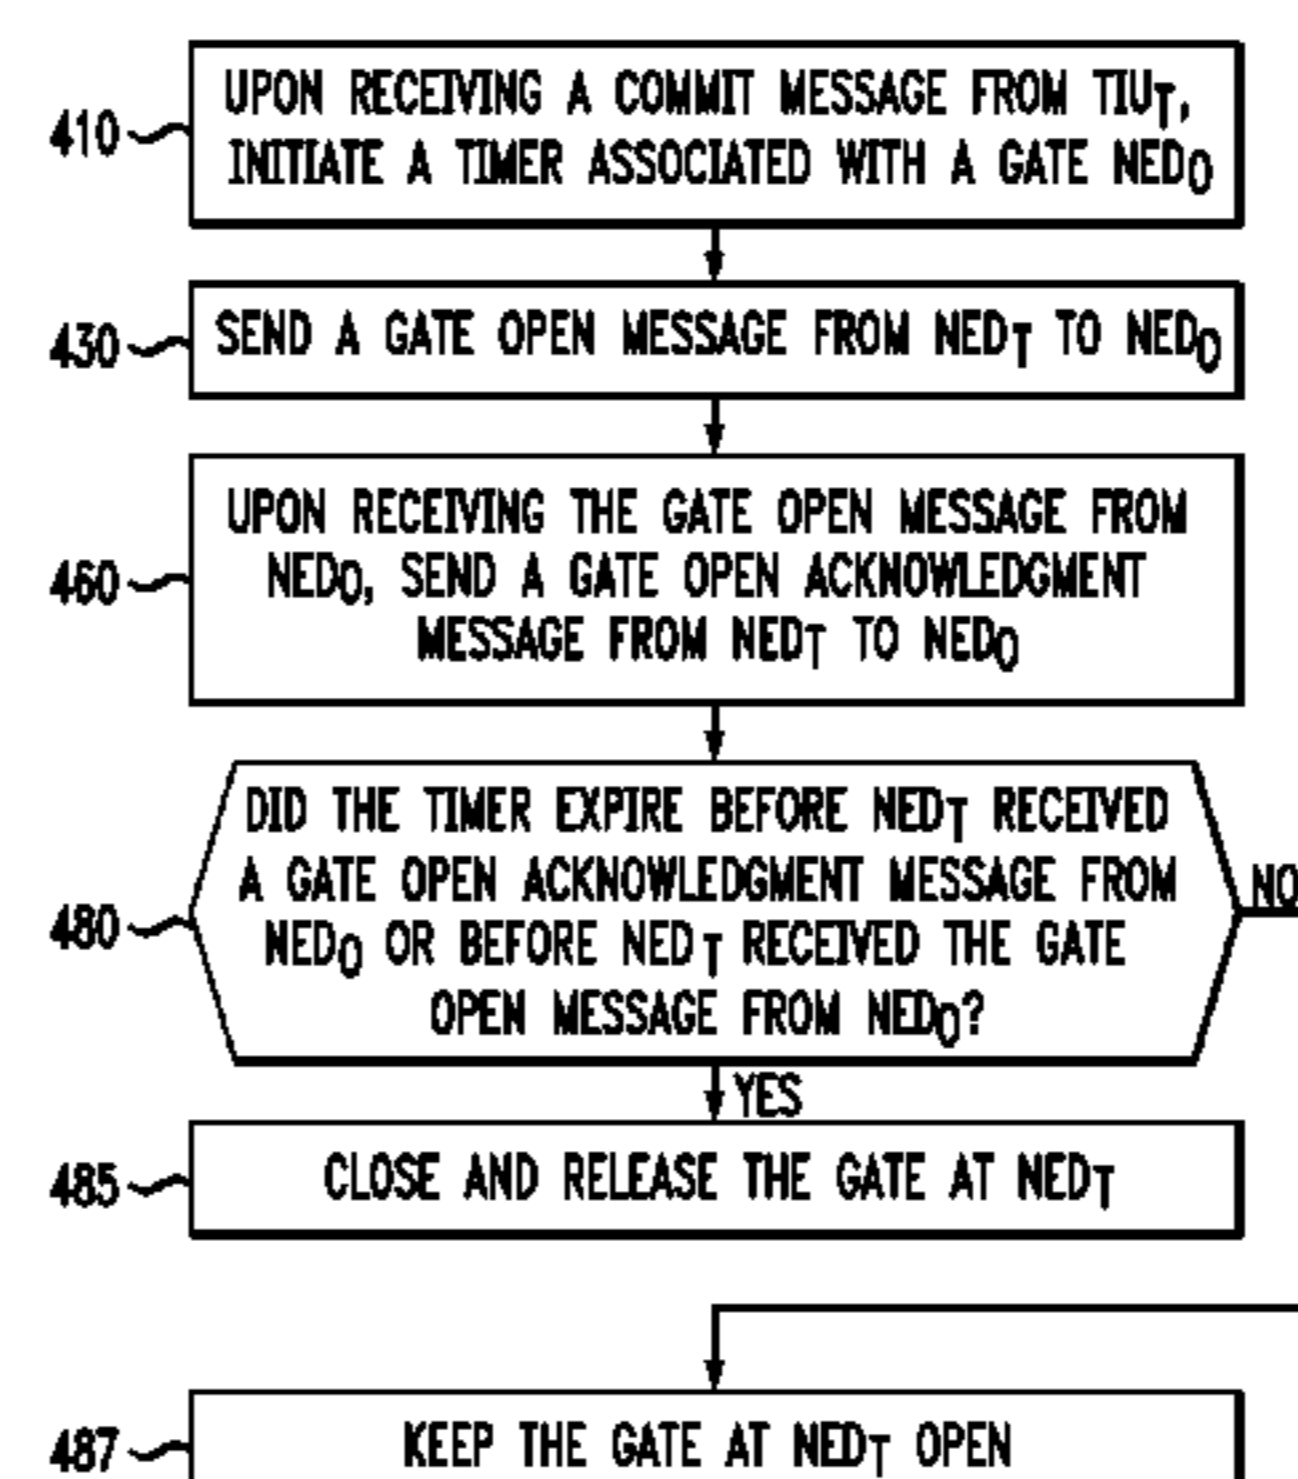 410
UPON RECEIVING A COMMIT MESSAGE FROM TIUT,
INITIATE A TIMER ASSOCIATED WITH A GATE NEDO
430
SEND A GATE OPEN MESSAGE FROM NEDT TO NEDO
460
UPON RECEIVING THE GATE OPEN MESSAGE FROM
NEDO, SEND A GATE OPEN ACKNOWLEDGMENT
MESSAGE FROM NEDT TO NEDO
480
DID THE TIMER EXPIRE BEFORE NEDT RECEIVED
A GATE OPEN ACKNOWLEDGMENT MESSAGE FROM
NEDO OR BEFORE NEDT RECEIVED THE GATE
OPEN MESSAGE FROM NEDO?
NO
YES
485
CLOSE AND RELEASE THE GATE AT NEDT
487
KEEP THE GATE AT NEDT OPEN